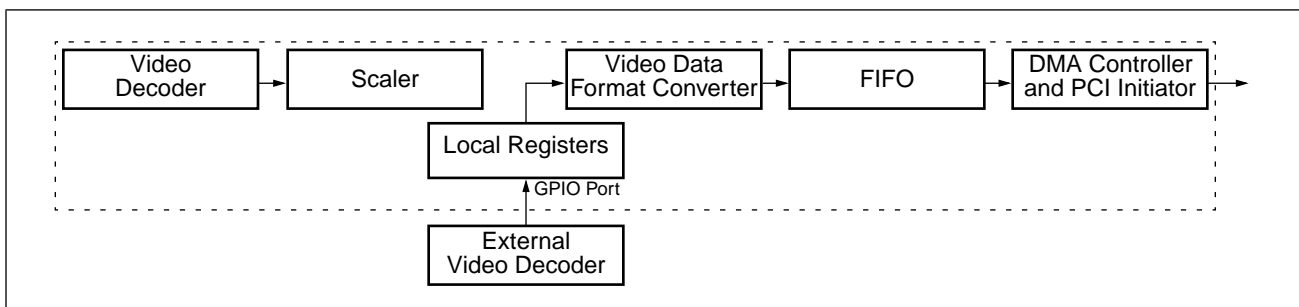 Video
Decoder
Scaler
Video Data
Format Converter
FIFO
DMA Controller
and PCI Initiator
Local Registers
GPIO Port
External
Video Decoder